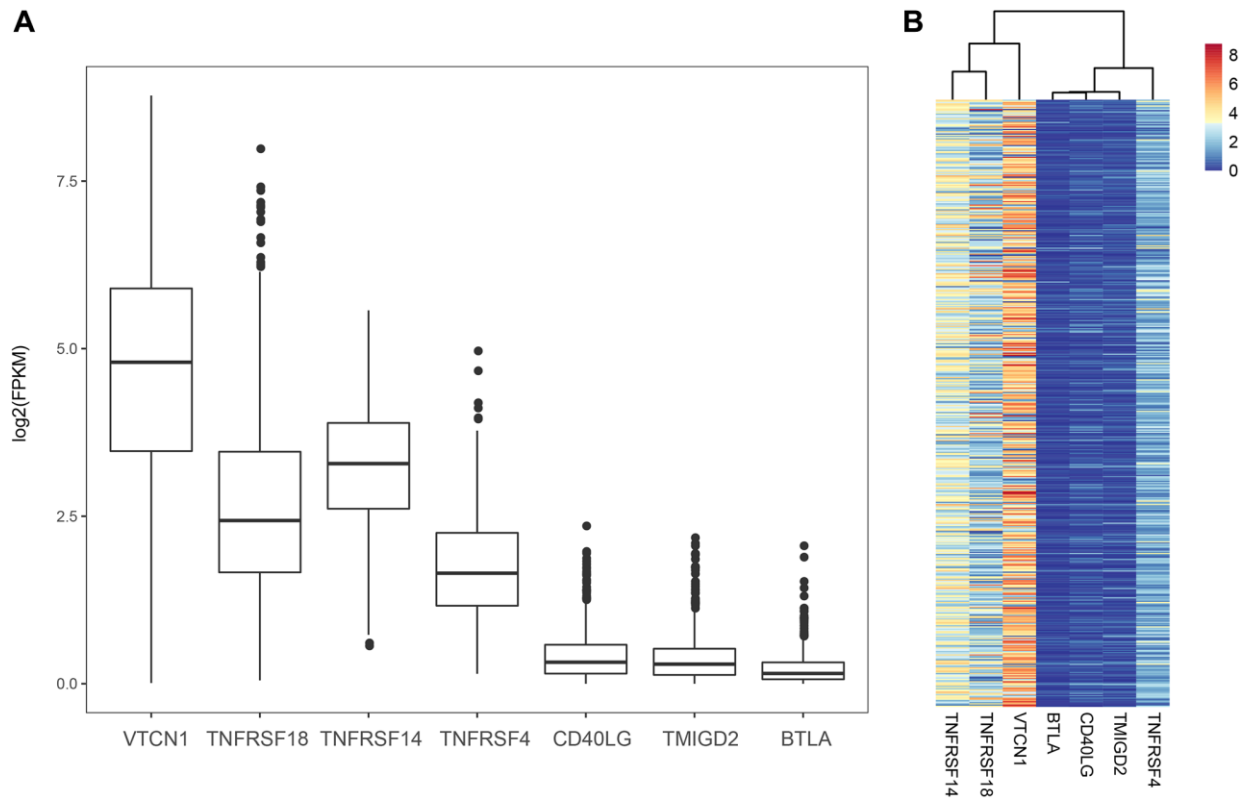 A
B
log2(FPKM)
7.5
5.0
2.5
0.0
VTCN1 TNFRSF18 TNFRSF14 TNFRSF4 CD40LG TMIGD2 BTLA
8
6
4
2
0
TNFRSF14
TNFRSF18
VTCN1
BTLA
CD40LG
TMIGD2
TNFRSF4